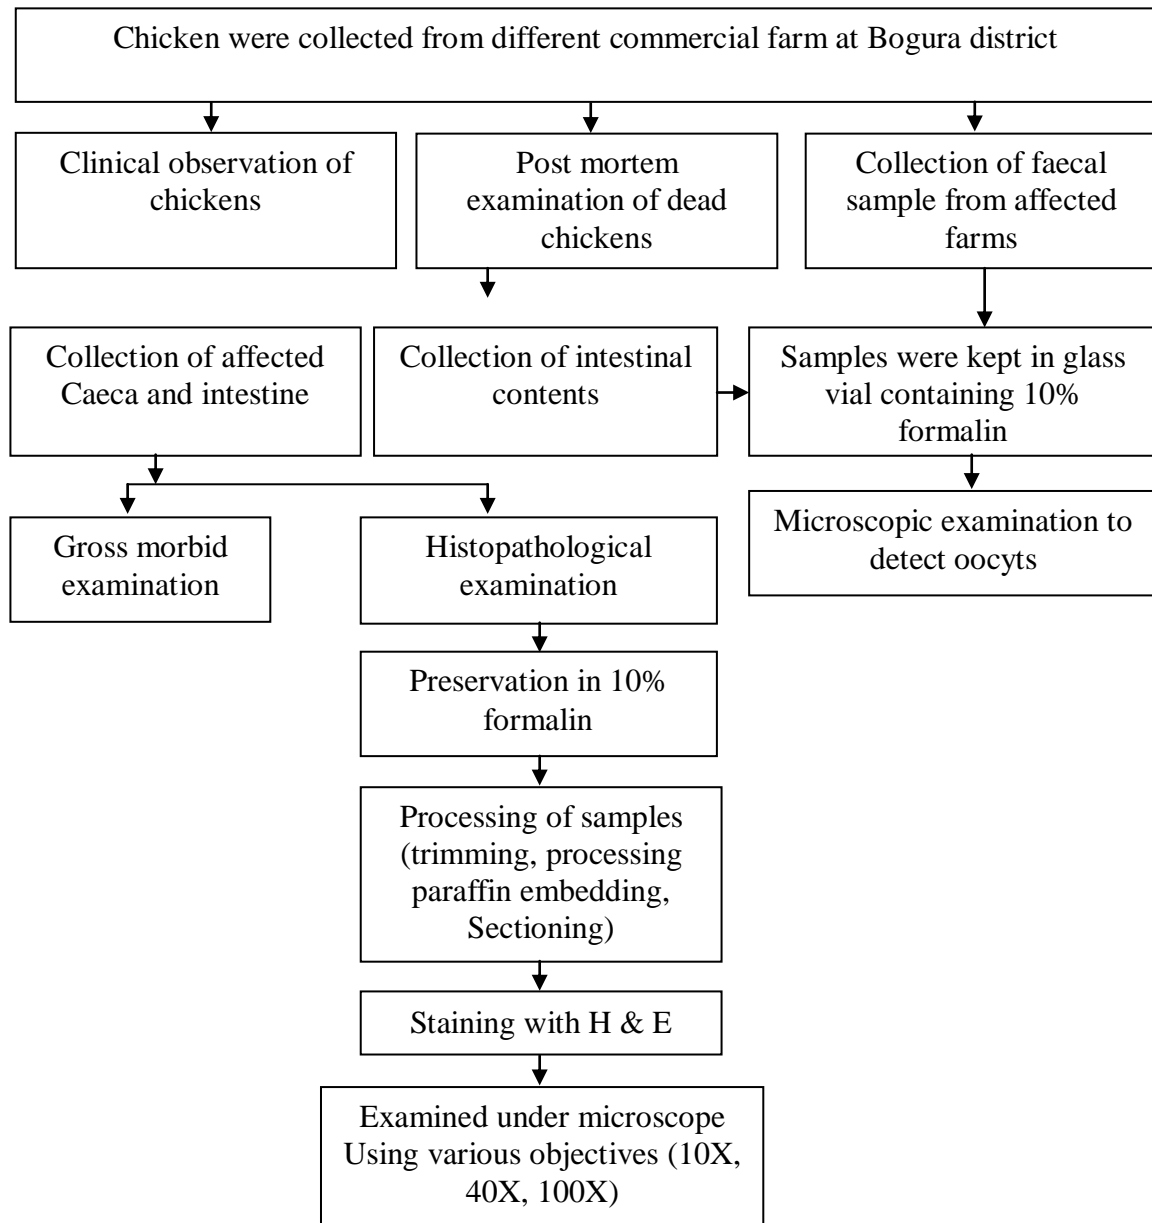 Chicken were collected from different commercial farm at Bogura district
Clinical observation of
chickens
Post mortem
examination of dead
chickens
Collection of faecal
sample from affected
farms
Collection of affected
Caeca and intestine
Collection of intestinal
contents
Samples were kept in glass
vial containing 10%
formalin
Gross morbid
examination
Histopathological
examination
Microscopic examination to
detect oocyts
Preservation in 10%
formalin
Processing of samples
(trimming, processing
paraffin embedding,
Sectioning)
Staining with H & E
Examined under microscope
Using various objectives (10X,
40X, 100X)